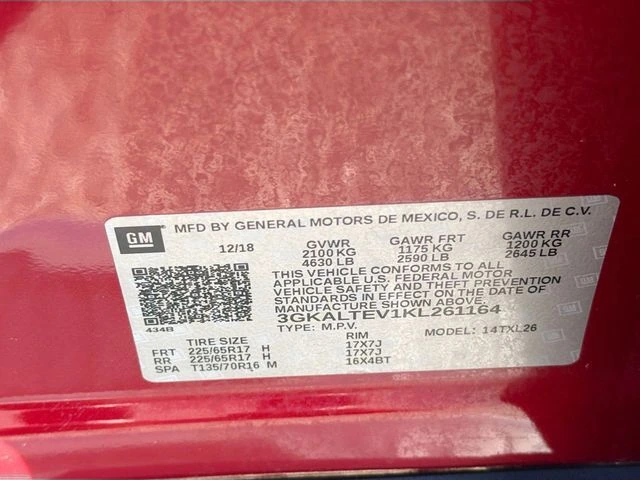 GM MFD BY GENERAL MOTORS DE MEXICO, S. DE R.L. DE C.V.
12/18 GVWR GAWR FRT GAWR RR
2100 KG 1175 KG 1200 KG
4630 LB 2590 LB 2645 LB
THIS VEHICLE CONFORMS TO ALL
APPLICABLE U.S. FEDERAL MOTOR
VEHICLE SAFETY AND THEFT PREVENTION
STANDARDS IN EFFECT ON THE DATE OF
MANUFACTURE SHOWN ABOVE.
3GKALTEV1KL261164
434B TYPE: M.P.V. MODEL: 14TXL26
TIRE SIZE RIM
FRT 225/65R17 H 17X7J
RR 225/65R17 H 17X7J
SPA T135/70R16 M 16X4BT